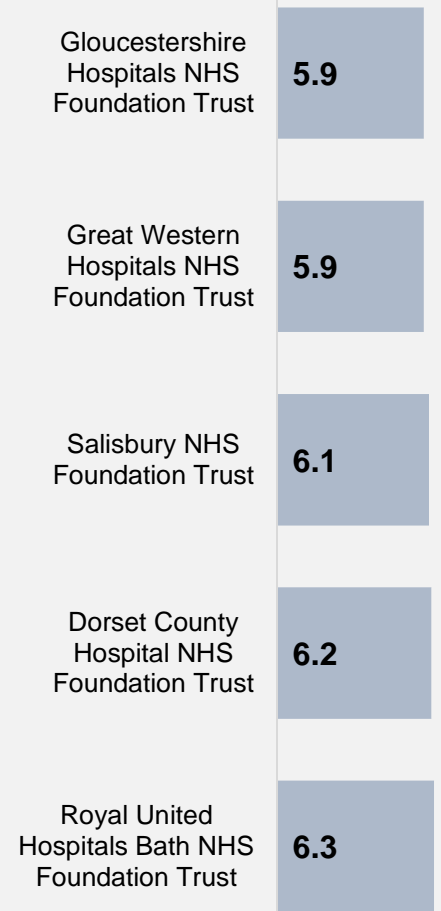 Gloucestershire
Hospitals NHS
Foundation Trust
5.9
Great Western
Hospitals NHS
Foundation Trust
5.9
Salisbury NHS
Foundation Trust
6.1
Dorset County
Hospital NHS
Foundation Trust
6.2
Royal United
Hospitals Bath NHS
Foundation Trust
6.3